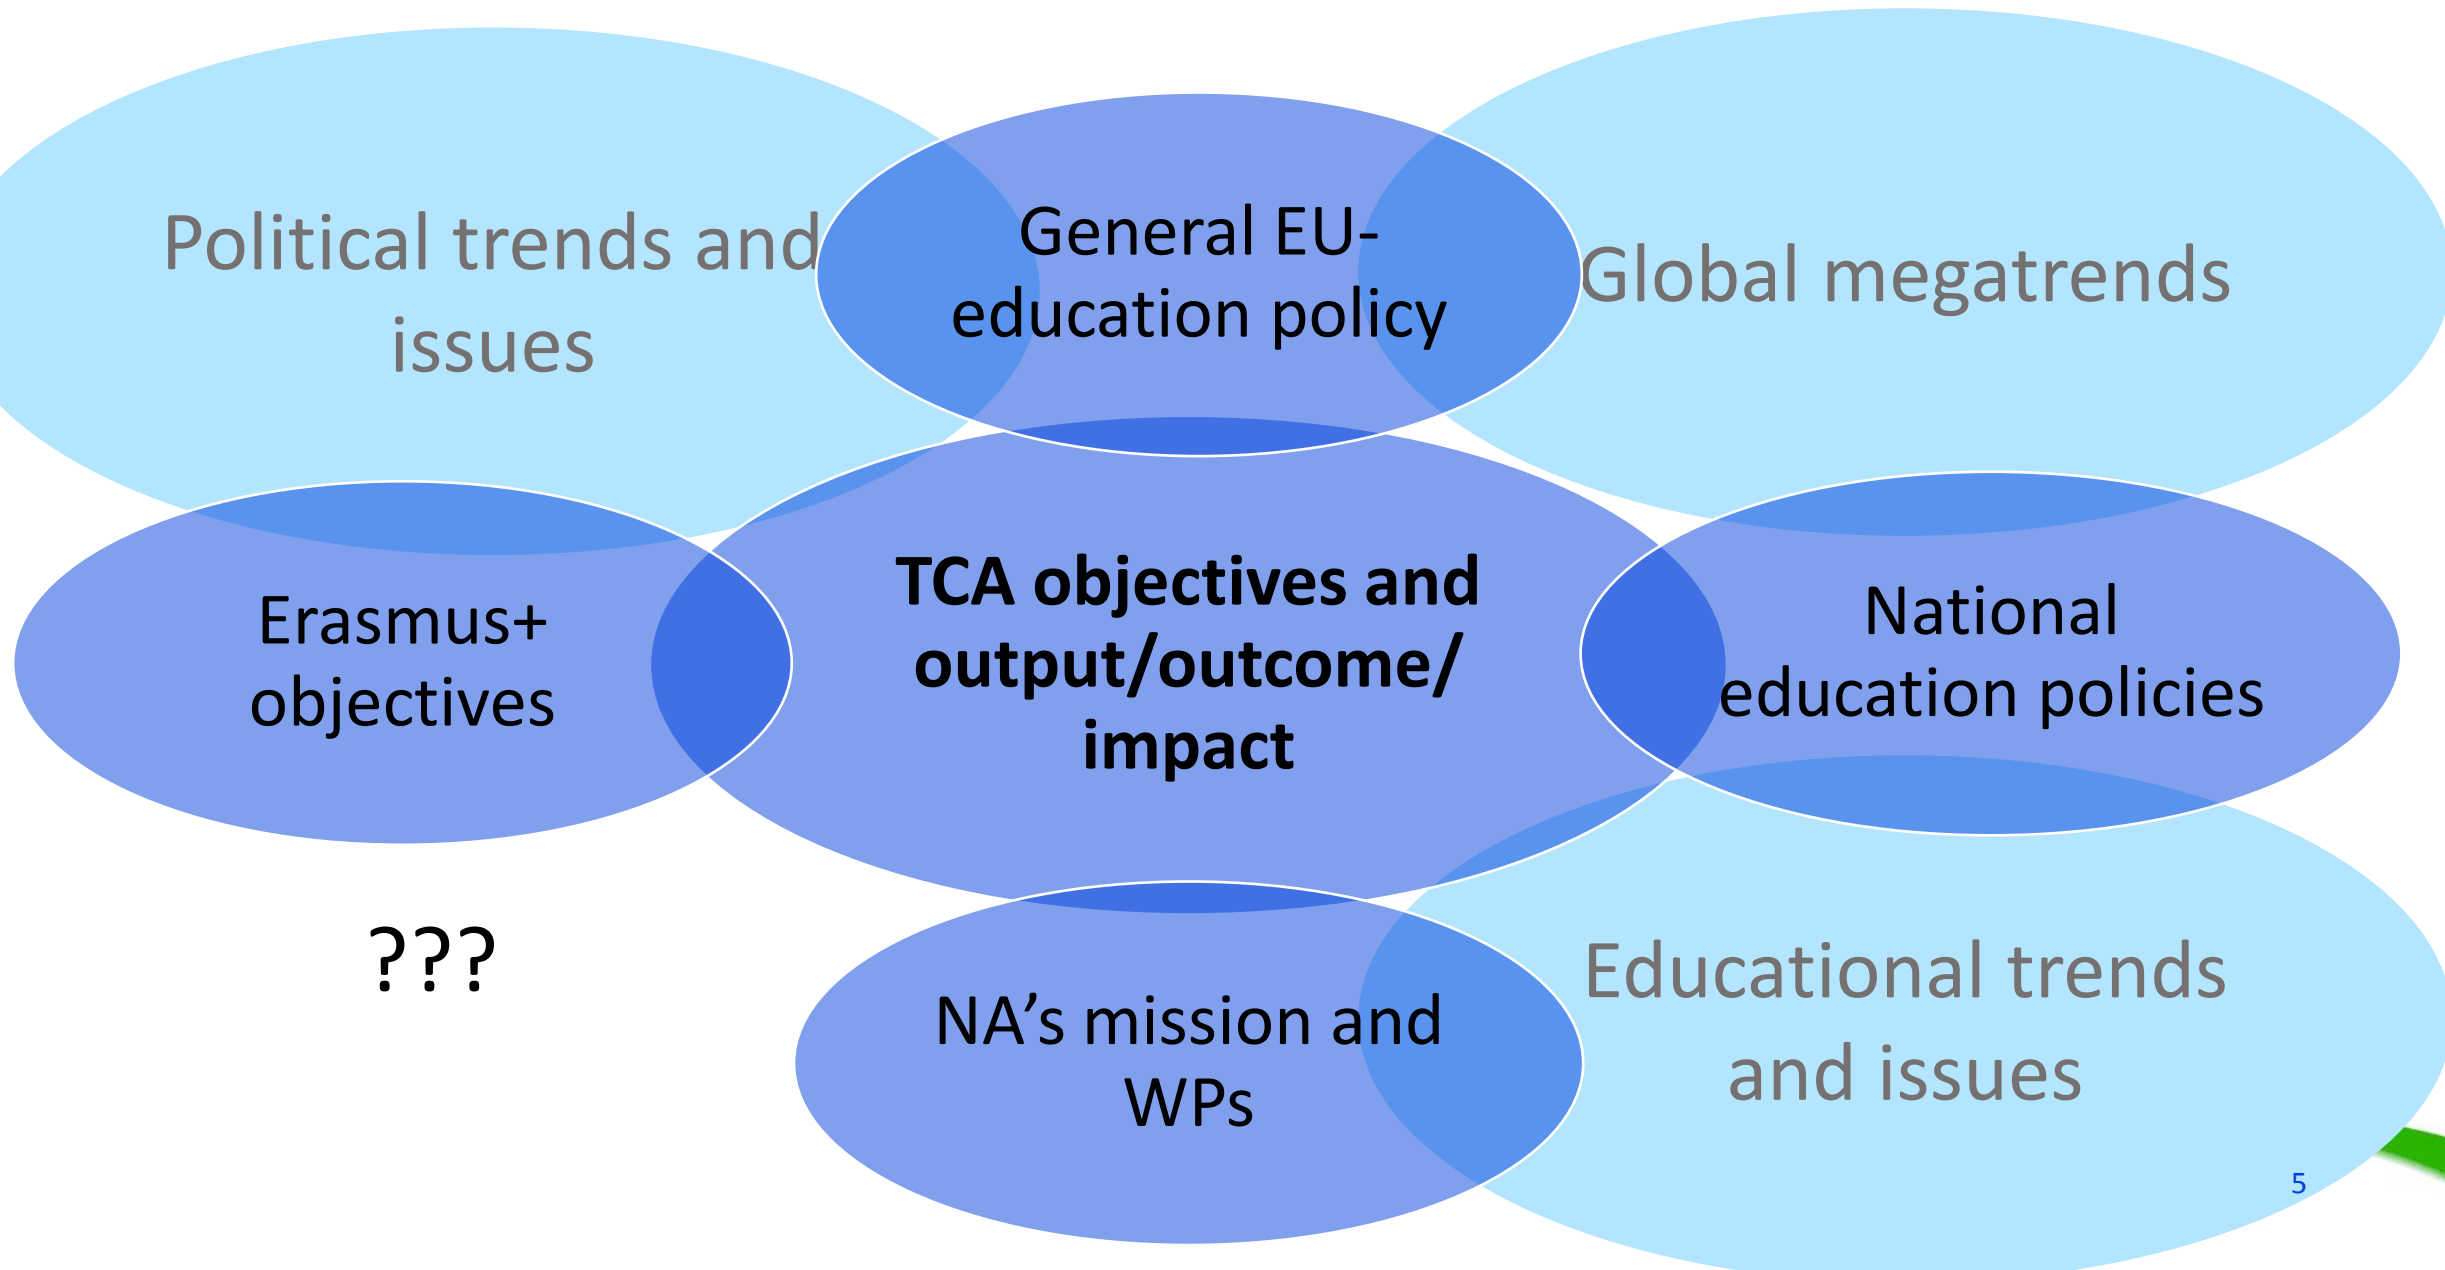 Political trends and
issues
General EU-
education policy
Global megatrends
Erasmus+
objectives
TCA objectives and
output/outcome/
impact
National
education policies
???
NA’s mission and
WPs
Educational trends
and issues
5